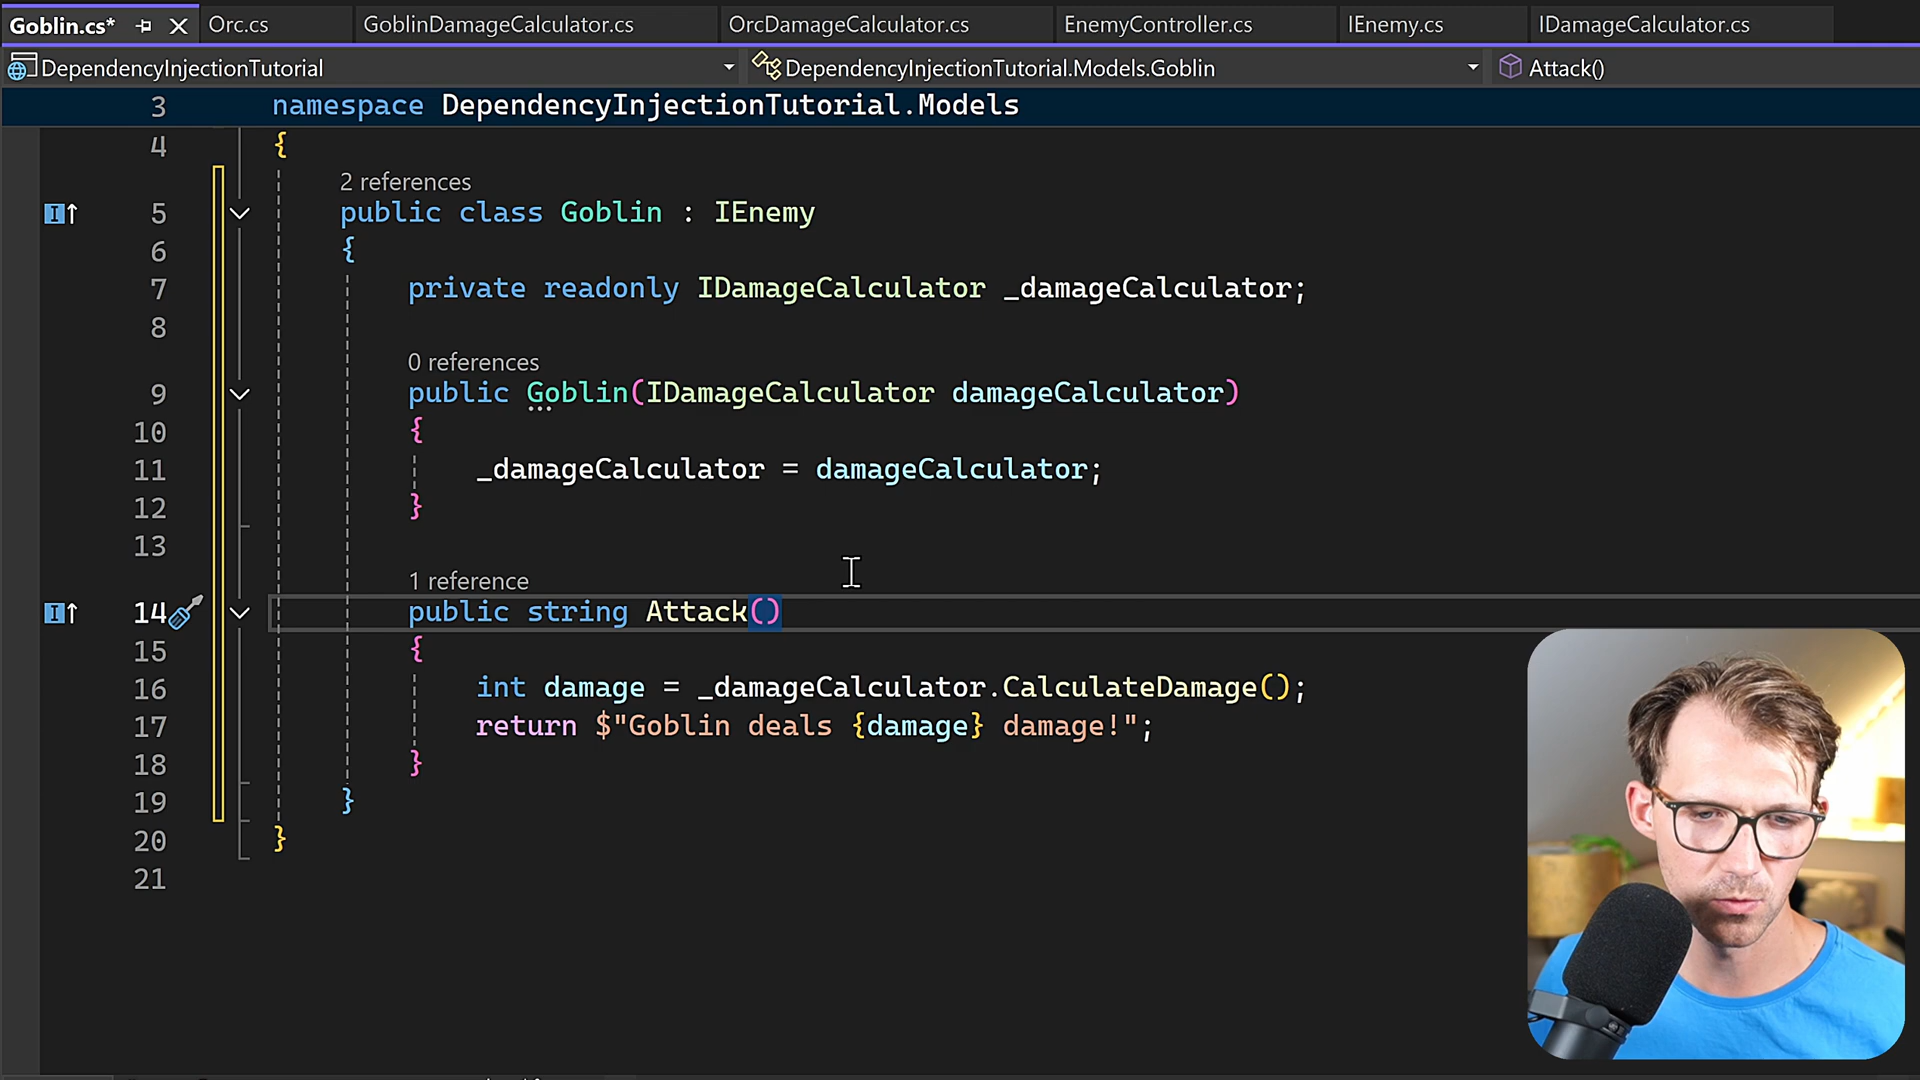 Goblin.cs*
Orc.cs
GoblinDamageCalculator.cs
OrcDamageCalculator.cs
EnemyController.cs
IEnemy.cs
IDamageCalculator.cs
DependencyInjectionTutorial
DependencyInjectionTutorial.Models.Goblin
Attack()
3 namespace DependencyInjectionTutorial.Models
4 {
2 references
5 public class Goblin : IEnemy
6 {
7 private readonly IDamageCalculator _damageCalculator;
8
0 references
9 public Goblin(IDamageCalculator damageCalculator)
10 {
11 _damageCalculator = damageCalculator;
12 }
13
1 reference
14 public string Attack()
15 {
16 int damage = _damageCalculator.CalculateDamage();
17 return $"Goblin deals {damage} damage!";
18 }
19 }
20 }
21